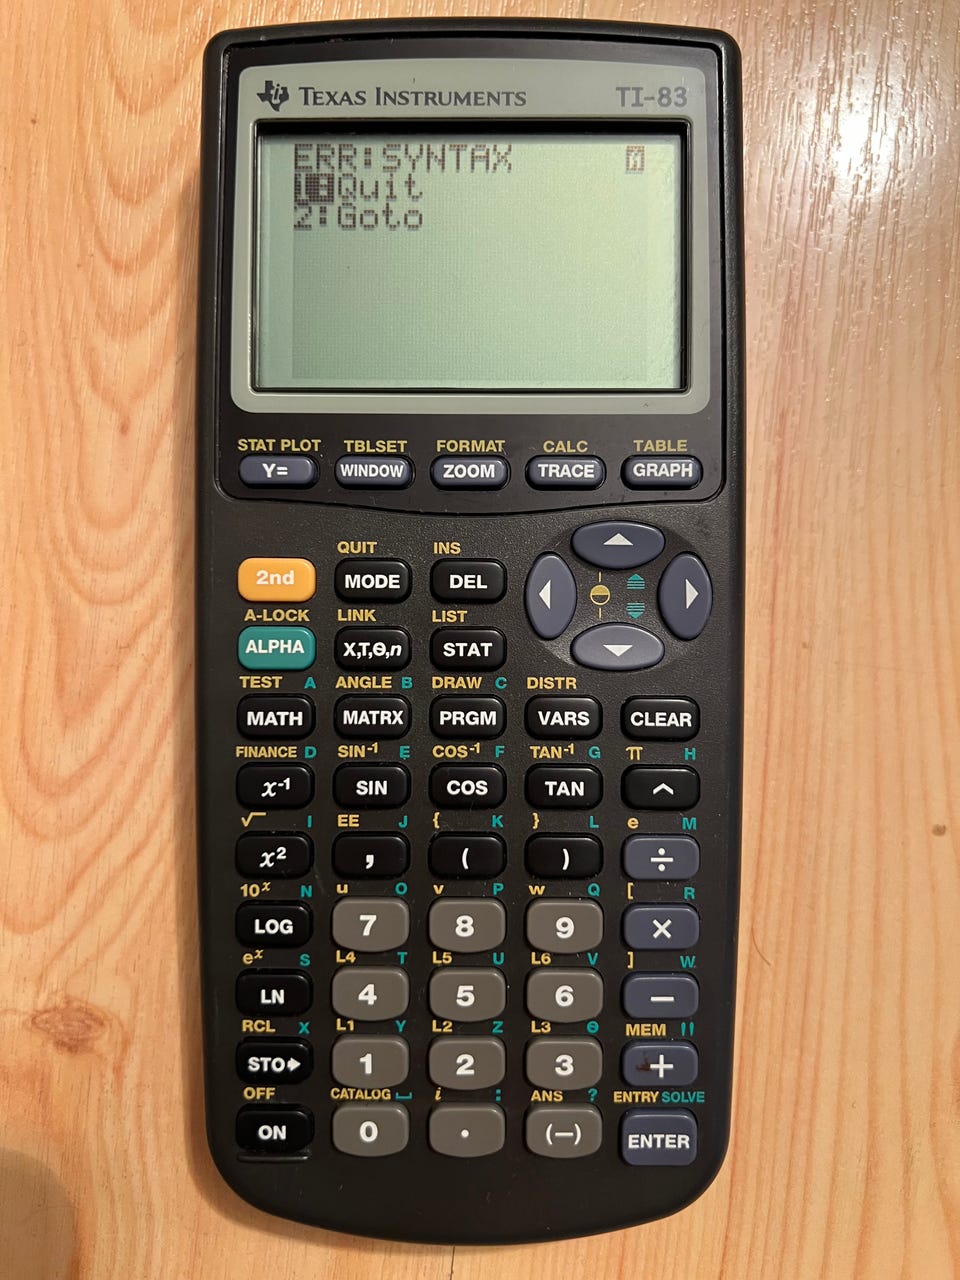 TEXAS INSTRUMENTS TI-83
ERR:SYNTAX
1:Quit
2:Goto
STAT PLOT TBLSET FORMAT CALC TABLE
Y= WINDOW ZOOM TRACE GRAPH
QUIT INS
2nd MODE DEL
A-LOCK LINK LIST
ALPHA X,T,Θ,n STAT
TEST A ANGLE B DRAW C DISTR
MATH MATRX PRGM VARS CLEAR
FINANCE D SIN⁻¹ E COS⁻¹ F TAN⁻¹ G π H
x⁻¹ SIN COS TAN ^
√ I EE J { K } L e M
x² , ( ) ÷
10ˣ N u O v P w Q [ R
LOG 7 8 9 ×
eˣ S L4 T L5 U L6 V ] W
LN 4 5 6 −
RCL X L1 Y L2 Z L3 Θ MEM "
STO▸ 1 2 3 +
OFF CATALOG ⎵ i : ANS ? ENTRY SOLVE
ON 0 . (−) ENTER